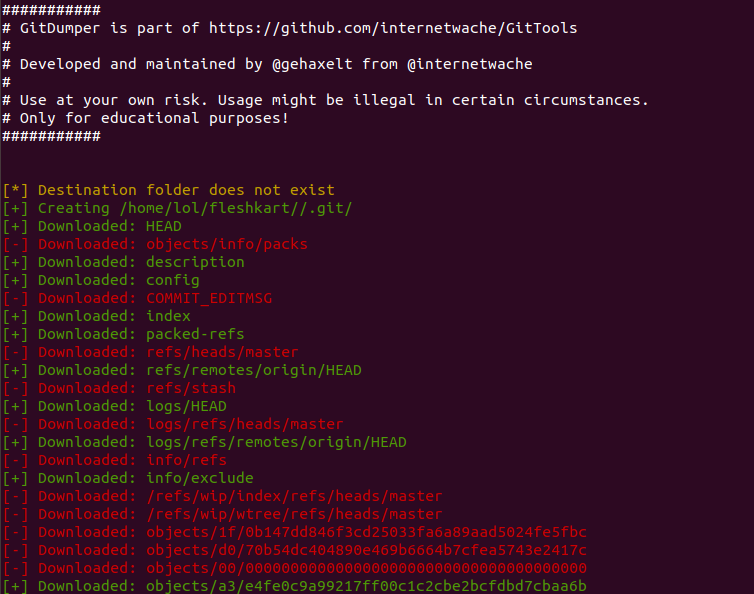 ###########
# GitDumper is part of https://github.com/internetwache/GitTools
#
# Developed and maintained by @gehaxelt from @internetwache
#
# Use at your own risk. Usage might be illegal in certain circumstances.
# Only for educational purposes!
###########
[*] Destination folder does not exist
[+] Creating /home/lol/fleshkart//.git/
[+] Downloaded: HEAD
[-] Downloaded: objects/info/packs
[+] Downloaded: description
[+] Downloaded: config
[-] Downloaded: COMMIT_EDITMSG
[+] Downloaded: index
[+] Downloaded: packed-refs
[-] Downloaded: refs/heads/master
[+] Downloaded: refs/remotes/origin/HEAD
[-] Downloaded: refs/stash
[+] Downloaded: logs/HEAD
[-] Downloaded: logs/refs/heads/master
[+] Downloaded: logs/refs/remotes/origin/HEAD
[-] Downloaded: info/refs
[+] Downloaded: info/exclude
[-] Downloaded: /refs/wip/index/refs/heads/master
[-] Downloaded: /refs/wip/wtree/refs/heads/master
[-] Downloaded: objects/1f/0b147dd846f3cd25033fa6a89aad5024fe5fbc
[-] Downloaded: objects/d0/70b54dc404890e469b6664b7cfea5743e2417c
[-] Downloaded: objects/00/00000000000000000000000000000000000000
[+] Downloaded: objects/a3/e4fe0c9a99217ff00c1c2cbe2bcfdbd7cbaa6b